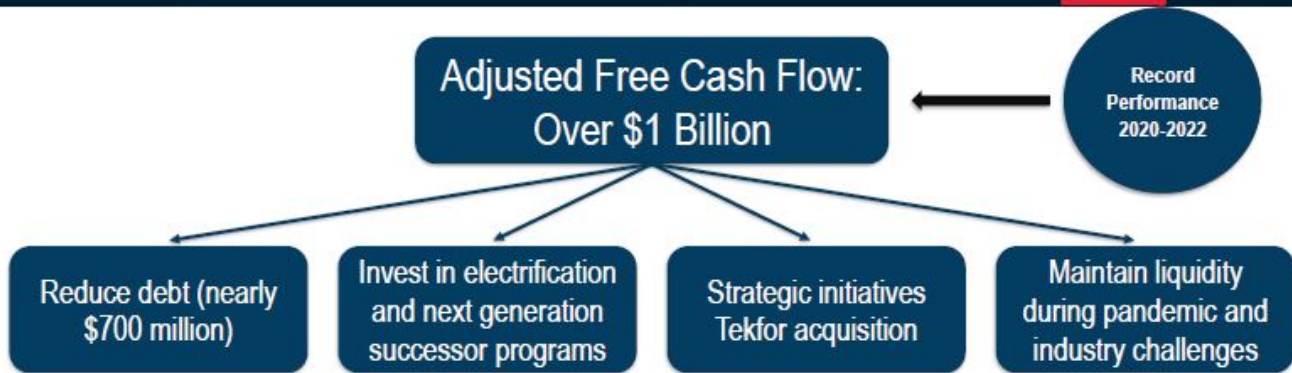 Adjusted Free Cash Flow:
Over $1 Billion
Record
Performance
2020-2022
Reduce debt (nearly
$700 million)
Invest in electrification
and next generation
successor programs
Strategic initiatives
Tekfor acquisition
Maintain liquidity
during pandemic and
industry challenges